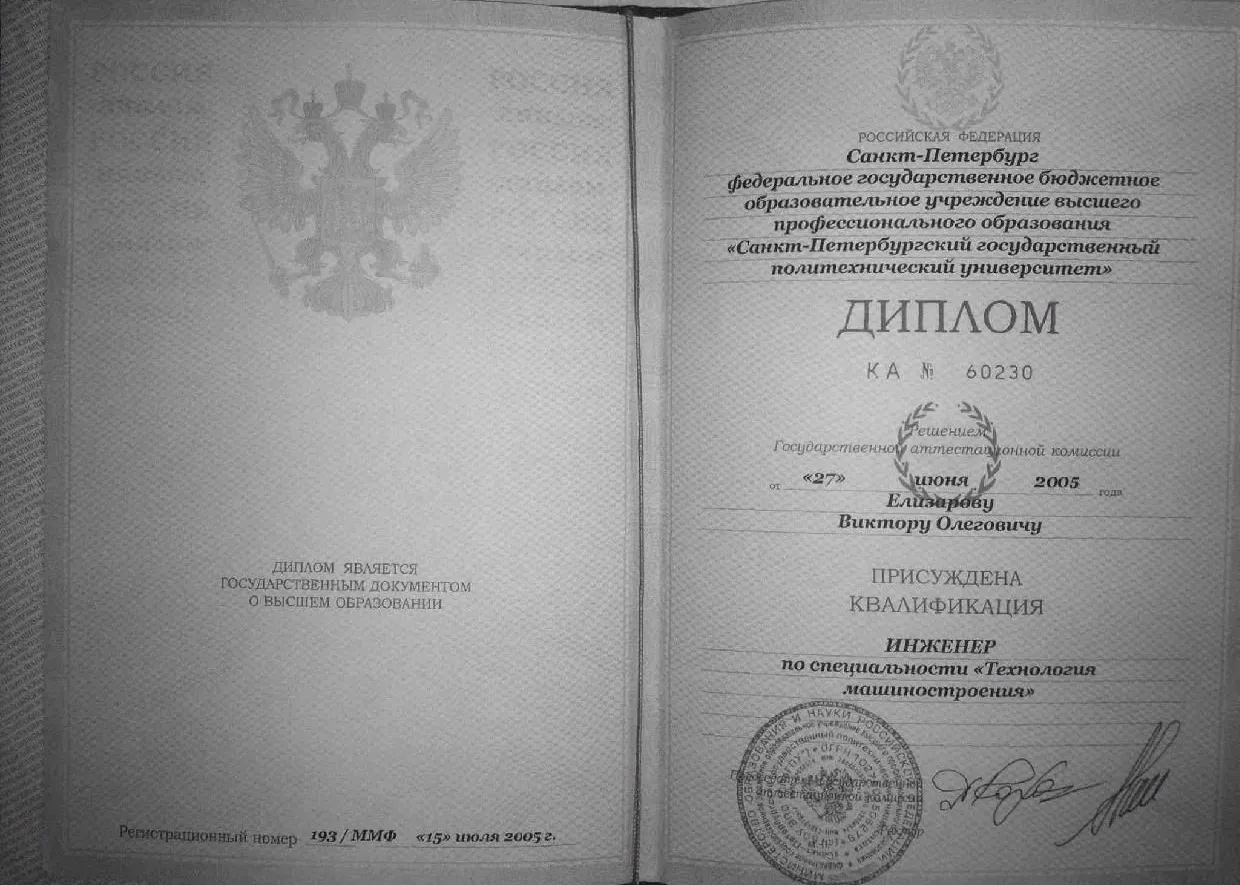 ДИПЛОМ ЯВЛЯЕТСЯ
ГОСУДАРСТВЕННЫМ ДОКУМЕНТОМ
О ВЫСШЕМ ОБРАЗОВАНИИ
Регистрационный номер 193 / ММФ «15» июля 2005 г.
РОССИЙСКАЯ ФЕДЕРАЦИЯ
Санкт-Петербург
федеральное государственное бюджетное
образовательное учреждение высшего
профессионального образования
«Санкт-Петербургский государственный
политехнический университет»
ДИПЛОМ
КА № 60230
Решением
Государственной аттестационной комиссии
от «27» июня 2005 года
Елизарову
Виктору Олеговичу
ПРИСУЖДЕНА
КВАЛИФИКАЦИЯ
ИНЖЕНЕР
по специальности «Технология
машиностроения»
Ректор